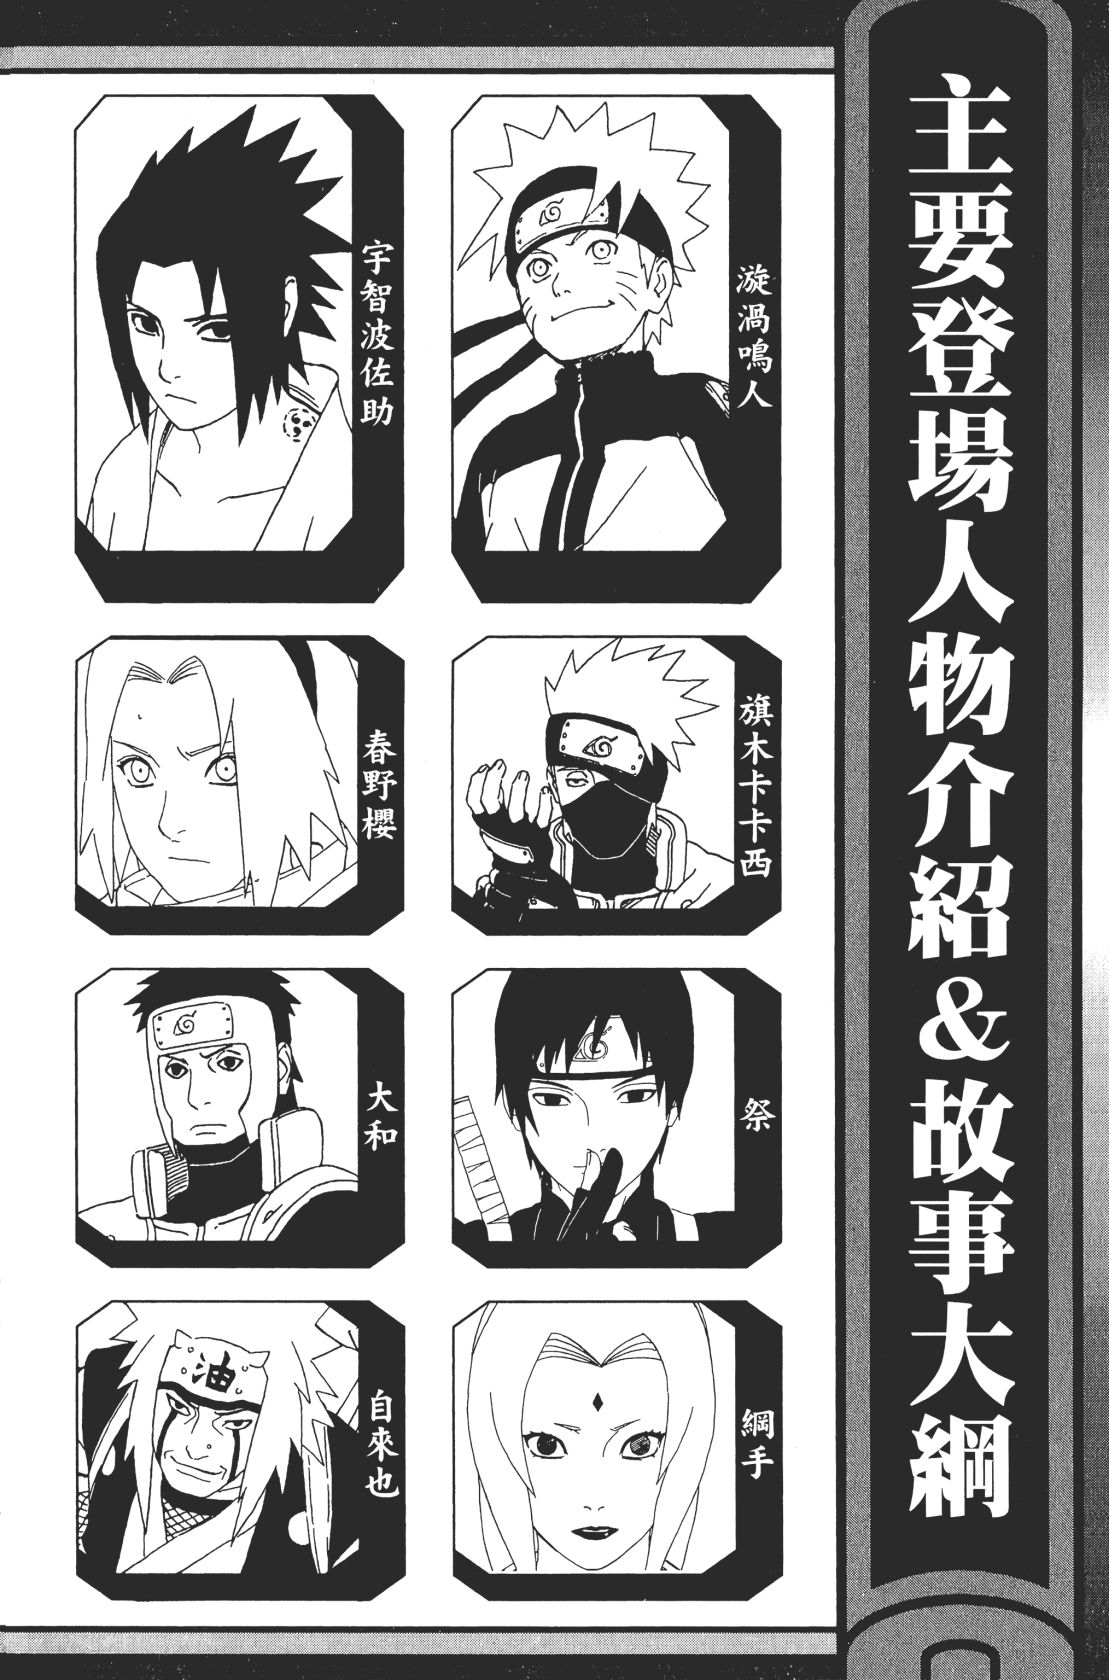 主要登場人物介紹&故事大綱
漩渦鳴人
宇智波佐助
旗木卡卡西
春野櫻
祭
大和
綱手
自來也
油